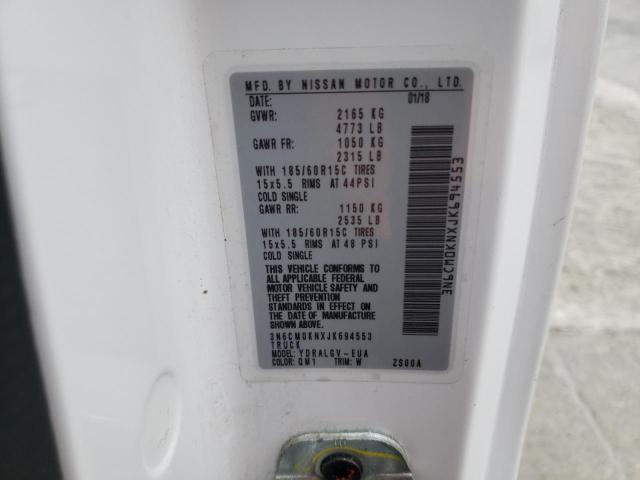 MFD. BY NISSAN MOTOR CO., LTD.
DATE: 01/18
GVWR: 2165 KG
4773 LB
GAWR FR: 1050 KG
2315 LB
WITH 185/60R15C TIRES
15x5.5 RIMS AT 44PSI
COLD SINGLE
GAWR RR: 1150 KG
2535 LB
WITH 185/60R15C TIRES
15x5.5 RIMS AT 48 PSI
COLD SINGLE
THIS VEHICLE CONFORMS TO
ALL APPLICABLE FEDERAL
MOTOR VEHICLE SAFETY AND
THEFT PREVENTION
STANDARDS IN EFFECT ON
THE DATE OF MANUFACTURE
SHOWN ABOVE.
3N6CM0KNXJK694553
TRUCK
MODEL: YDRALGV-EUA
COLOR: QM1 TRIM: W ZS00A
3N6CM0KNXJK694553